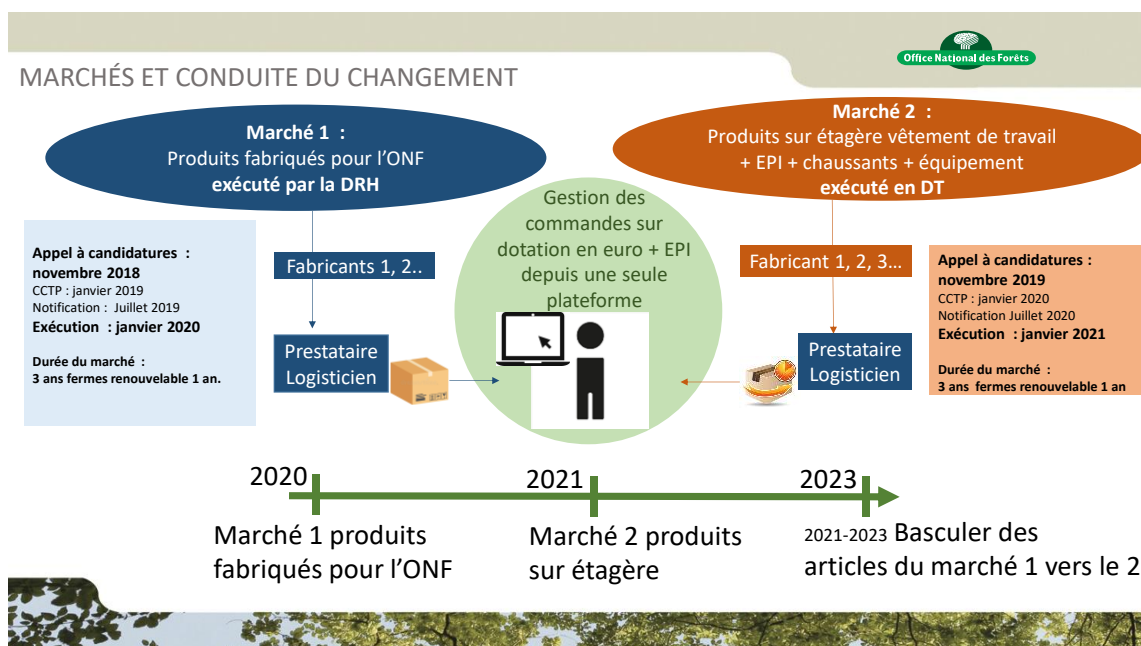 Office National des Forêts
MARCHÉS ET CONDUITE DU CHANGEMENT
Marché 1 :
Produits fabriqués pour l'ONF
exécuté par la DRH
Marché 2 :
Produits sur étagère vêtement de travail
+ EPI + chaussants + équipement
exécuté en DT
Gestion des
commandes sur
dotation en euro + EPI
depuis une seule
plateforme
Appel à candidatures :
novembre 2018
CCTP : janvier 2019
Notification : Juillet 2019
Exécution : janvier 2020
Durée du marché :
3 ans fermes renouvelable 1 an.
Fabricants 1, 2..
Prestataire
Logisticien
Fabricant 1, 2, 3...
Prestataire
Logisticien
Appel à candidatures :
novembre 2019
CCTP : janvier 2020
Notification Juillet 2020
Exécution : janvier 2021
Durée du marché :
3 ans fermes renouvelable 1 an
2020
2021
2023
Marché 1 produits
fabriqués pour l'ONF
Marché 2 produits
sur étagère
2021-2023 Basculer des
articles du marché 1 vers le 2